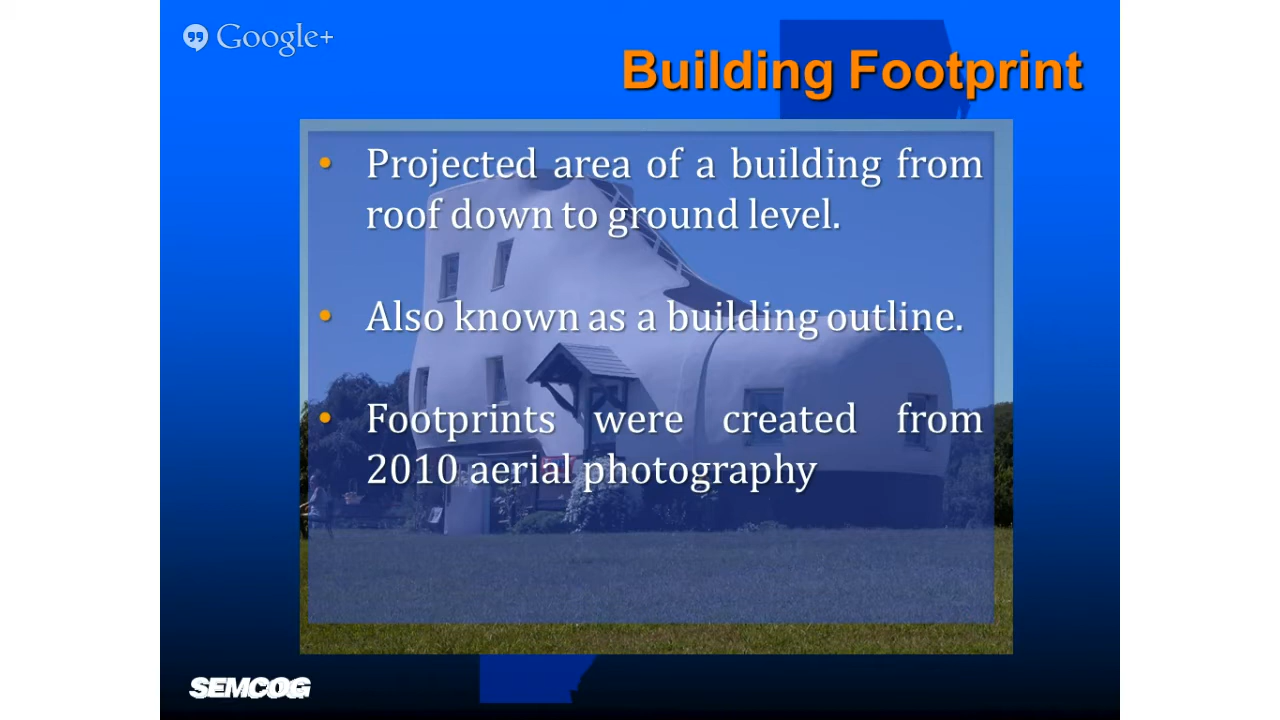 Google+
Building Footprint
• Projected area of a building from
roof down to ground level.
• Also known as a building outline.
• Footprints were created from
2010 aerial photography
SEMCOG